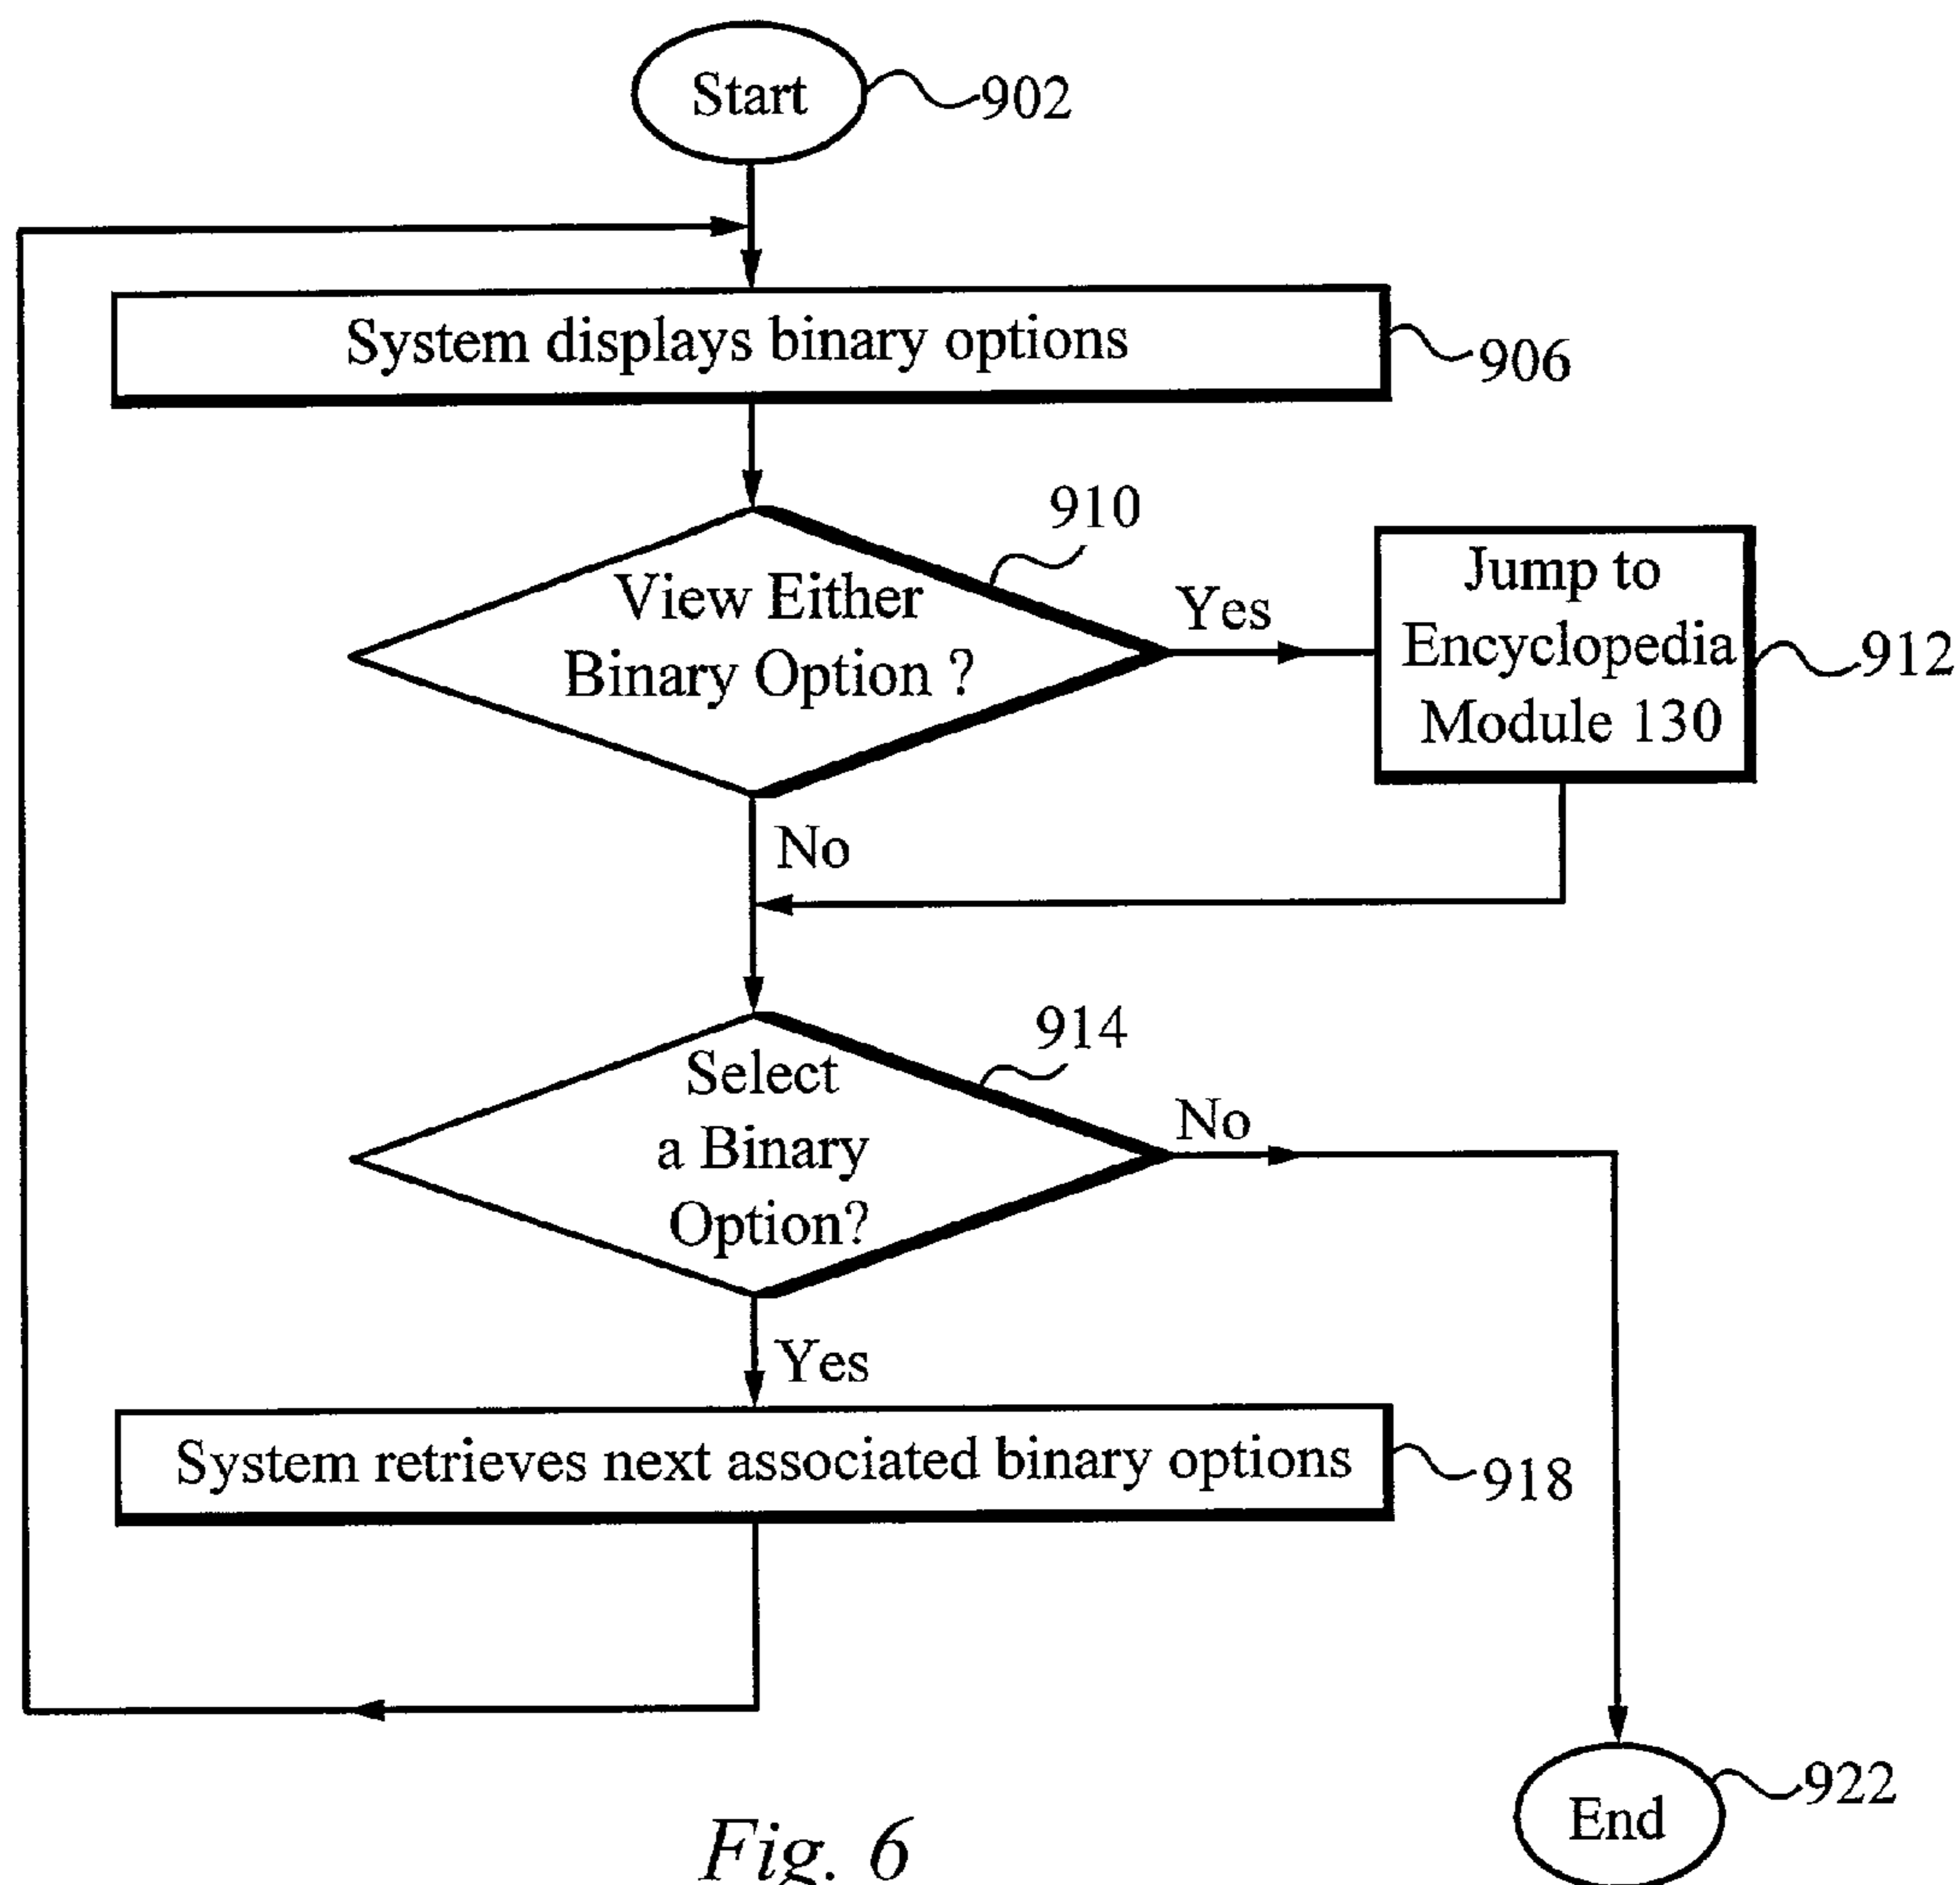 Start
902
System displays binary options
906
910
View Either
Binary Option ?
Yes
Jump to
Encyclopedia
Module 130
912
No
914
Select
a Binary
Option?
No
Yes
System retrieves next associated binary options
918
End
922
Fig. 6